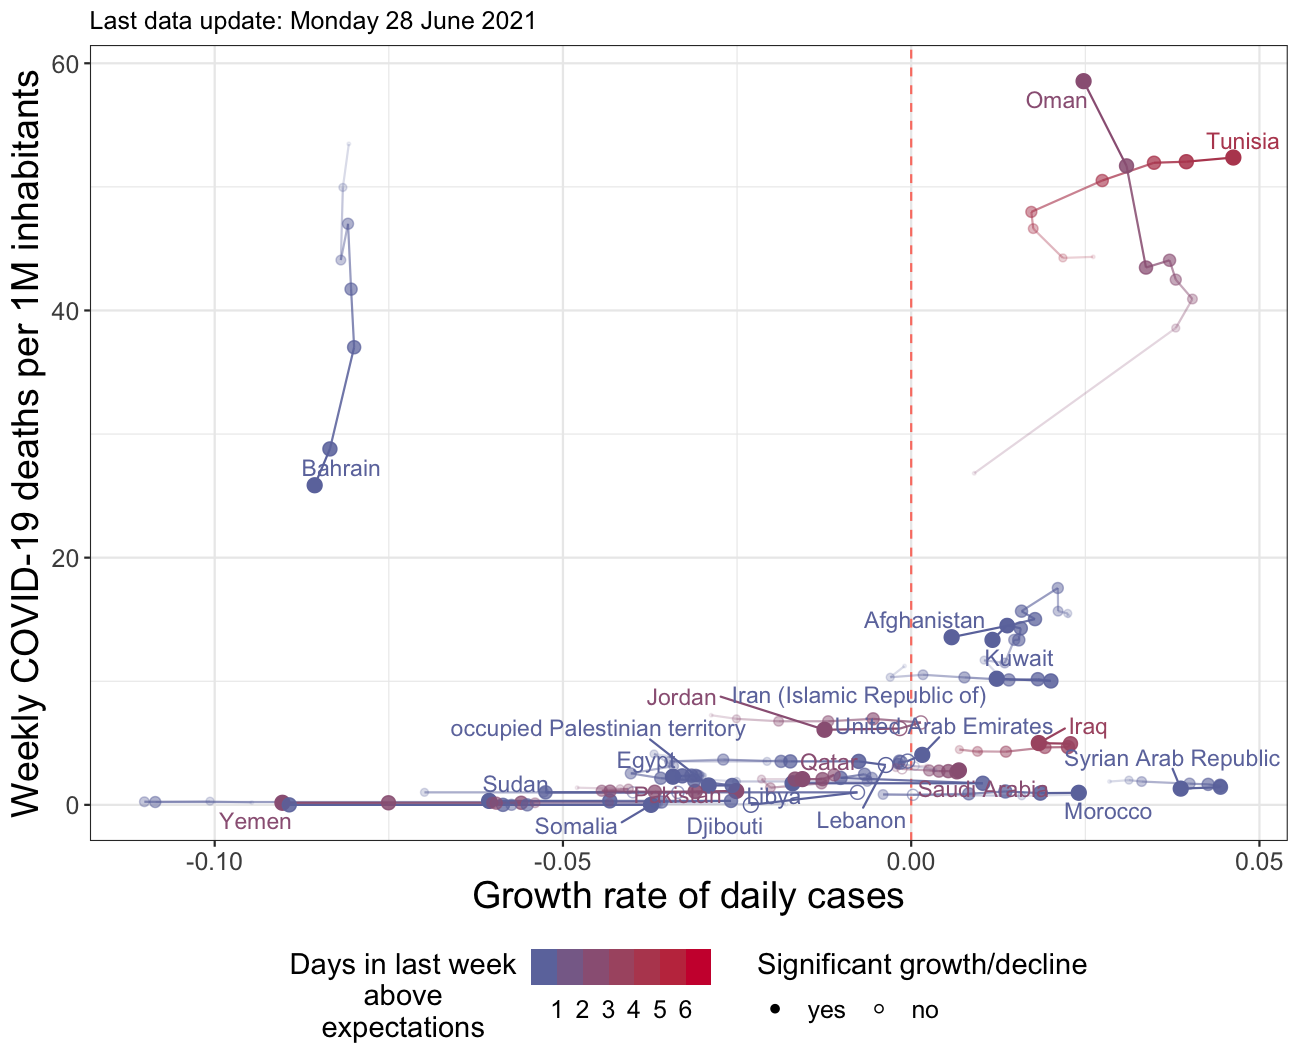 Last data update: Monday 28 June 2021
Weekly COVID-19 deaths per 1M inhabitants
60
40
20
0
Oman
Tunisia
Bahrain
Afghanistan
Kuwait
Jordan
Iran (Islamic Republic of)
occupied Palestinian territory
United Arab Emirates
Iraq
Egypt
Qatar
Syrian Arab Republic
Sudan
Pakistan
Libya
Saudi Arabia
Yemen
Somalia
Djibouti
Lebanon
Morocco
-0.10
-0.05
0.00
0.05
Growth rate of daily cases
Days in last week
above
expectations
1 2 3 4 5 6
Significant growth/decline
yes no